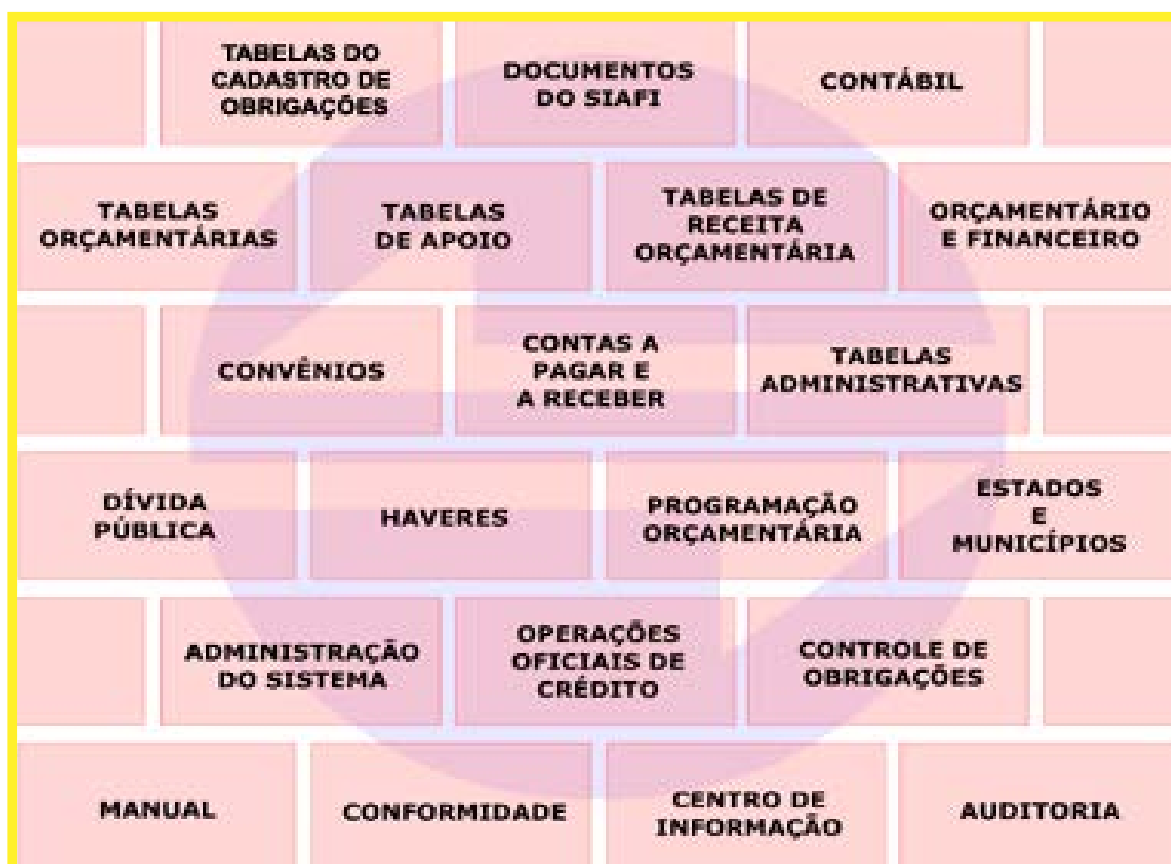 TABELAS DO
CADASTRO DE
OBRIGAÇÕES
DOCUMENTOS
DO SIAFI
CONTÁBIL
TABELAS
ORÇAMENTÁRIAS
TABELAS
DE APOIO
TABELAS DE
RECEITA
ORÇAMENTÁRIA
ORÇAMENTÁRIO
E FINANCEIRO
CONVÊNIOS
CONTAS A
PAGAR E
A RECEBER
TABELAS
ADMINISTRATIVAS
DÍVIDA
PÚBLICA
HAVERES
PROGRAMAÇÃO
ORÇAMENTÁRIA
ESTADOS
E
MUNICÍPIOS
ADMINISTRAÇÃO
DO SISTEMA
OPERAÇÕES
OFICIAIS DE
CRÉDITO
CONTROLE DE
OBRIGAÇÕES
MANUAL
CONFORMIDADE
CENTRO DE
INFORMAÇÃO
AUDITORIA